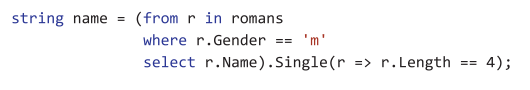 string name = (from r in romans
               where r.Gender == 'm'
               select r.Name).Single(r => r.Length == 4);